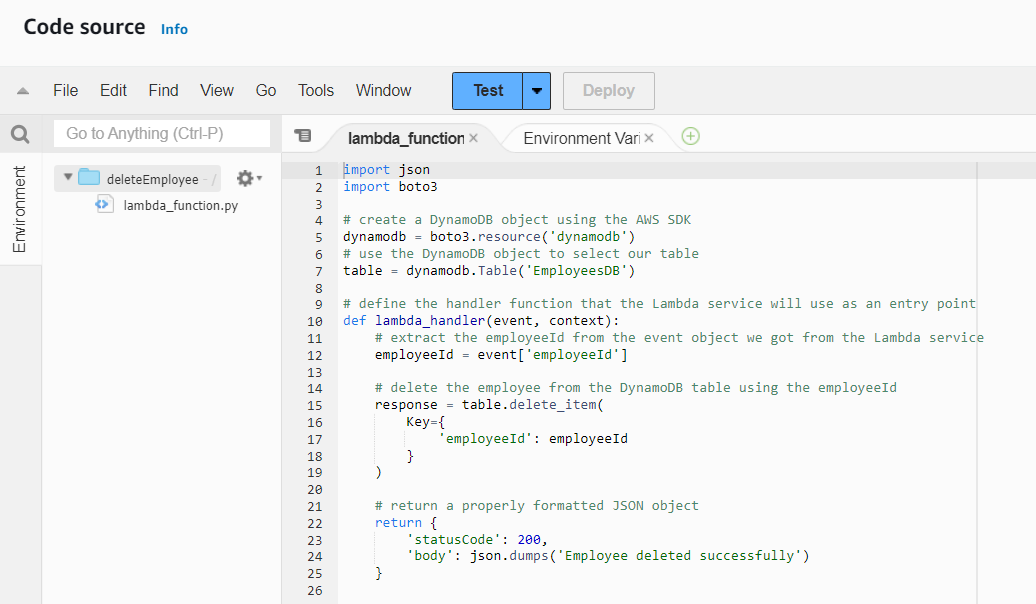 Code source Info
File Edit Find View Go Tools Window Test Deploy
Go to Anything (Ctrl-P) lambda_function Environment Vari
Environment
deleteEmployee - /
lambda_function.py
1 import json
2 import boto3
3
4 # create a DynamoDB object using the AWS SDK
5 dynamodb = boto3.resource('dynamodb')
6 # use the DynamoDB object to select our table
7 table = dynamodb.Table('EmployeesDB')
8
9 # define the handler function that the Lambda service will use as an entry point
10 def lambda_handler(event, context):
11     # extract the employeeId from the event object we got from the Lambda service
12     employeeId = event['employeeId']
13
14     # delete the employee from the DynamoDB table using the employeeId
15     response = table.delete_item(
16         Key={
17             'employeeId': employeeId
18         }
19     )
20
21     # return a properly formatted JSON object
22     return {
23         'statusCode': 200,
24         'body': json.dumps('Employee deleted successfully')
25     }
26